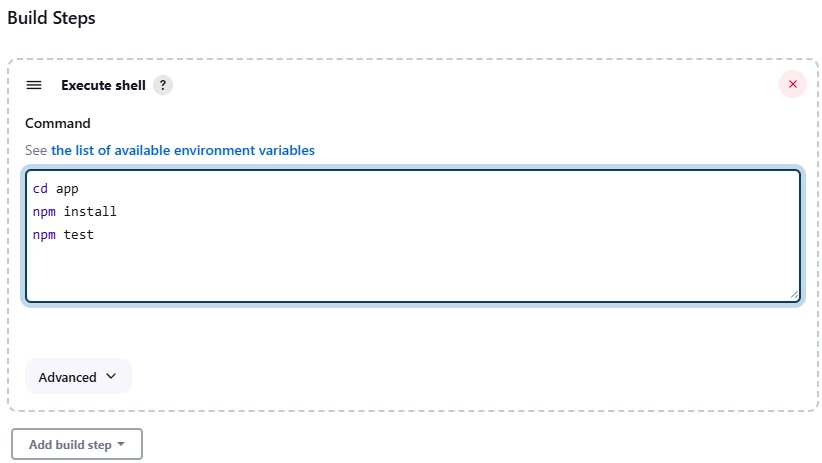 Build Steps
Execute shell ?
Command
See the list of available environment variables
cd app
npm install
npm test
Advanced
Add build step